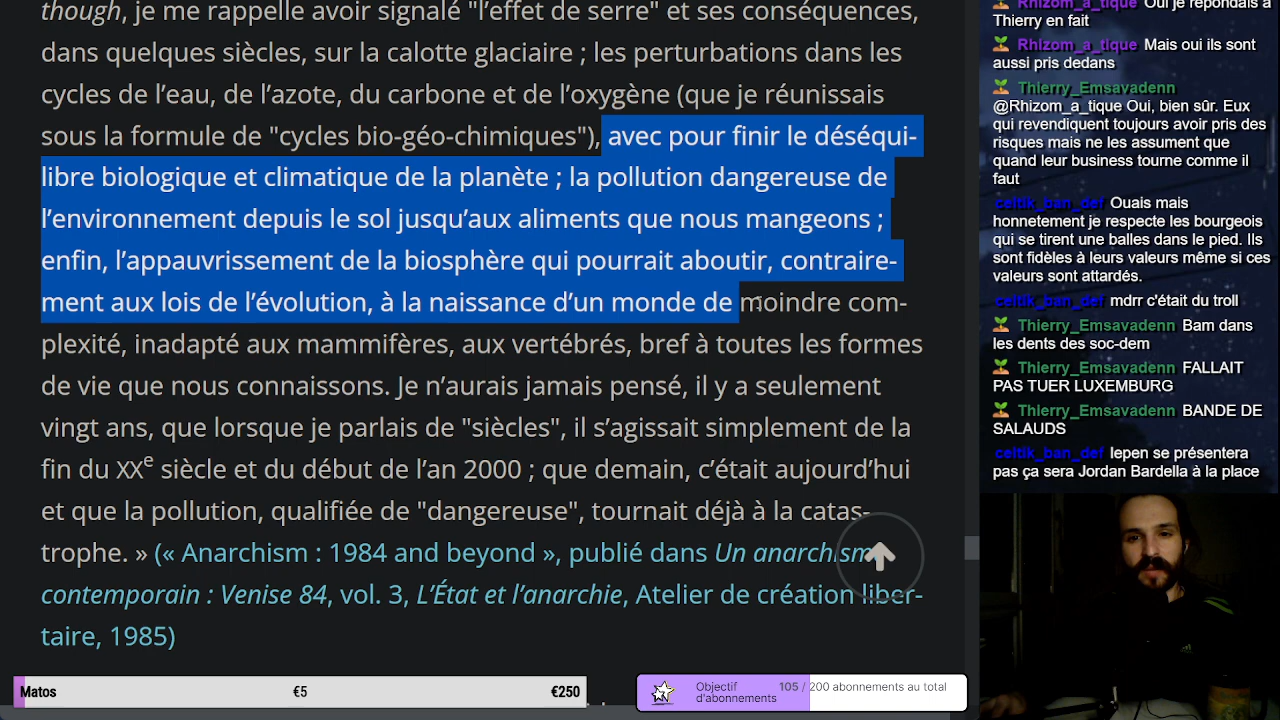 though, je me rappelle avoir signalé "l'effet de serre" et ses conséquences,
dans quelques siècles, sur la calotte glaciaire ; les perturbations dans les
cycles de l'eau, de l'azote, du carbone et de l'oxygène (que je réunissais
sous la formule de "cycles bio-géo-chimiques"), avec pour finir le déséqui-
libre biologique et climatique de la planète ; la pollution dangereuse de
l'environnement depuis le sol jusqu'aux aliments que nous mangeons ;
enfin, l'appauvrissement de la biosphère qui pourrait aboutir, contraire-
ment aux lois de l'évolution, à la naissance d'un monde de moindre com-
plexité, inadapté aux mammifères, aux vertébrés, bref à toutes les formes
de vie que nous connaissons. Je n'aurais jamais pensé, il y a seulement
vingt ans, que lorsque je parlais de "siècles", il s'agissait simplement de la
fin du XXe siècle et du début de l'an 2000 ; que demain, c'était aujourd'hui
et que la pollution, qualifiée de "dangereuse", tournait déjà à la catas-
trophe. » (« Anarchism : 1984 and beyond », publié dans Un anarchism
contemporain : Venise 84, vol. 3, L'État et l'anarchie, Atelier de création liber-
taire, 1985)
Matos €5 €250
Objectif d'abonnements
105 / 200 abonnements au total
Rhizom_a_tique Oui je répondais à
Thierry en fait
Rhizom_a_tique Mais oui ils sont
aussi pris dedans
Thierry_Emsavadenn
@Rhizom_a_tique Oui, bien sûr. Eux
qui revendiquent toujours avoir pris des
risques mais ne les assument que
quand leur business tourne comme il
faut
celtik_ban_def Ouais mais
honnetement je respecte les bourgeois
qui se tirent une balles dans le pied. Ils
sont fidèles à leurs valeurs même si ces
valeurs sont attardés.
celtik_ban_def mdrr c'était du troll
Thierry_Emsavadenn Bam dans
les dents des soc-dem
Thierry_Emsavadenn FALLAIT
PAS TUER LUXEMBURG
Thierry_Emsavadenn BANDE DE
SALAUDS
celtik_ban_def lepen se présentera
pas ça sera Jordan Bardella à la place